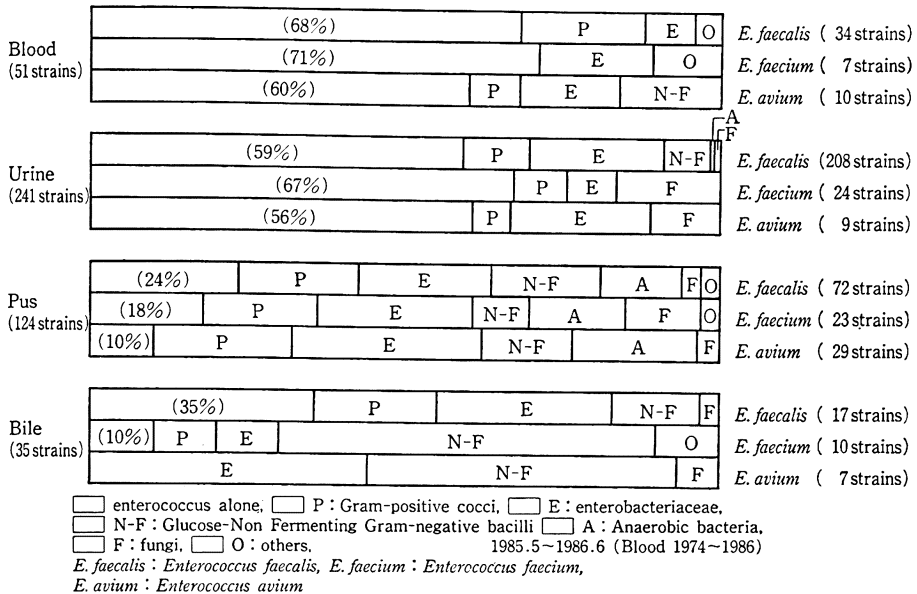 (68%) P E O E. faecalis ( 34 strains)
Blood
(51 strains)
(71%) E O E. faecium ( 7 strains)
(60%) P E N-F E. avium ( 10 strains)
A
F
(59%) P E N-F E. faecalis (208 strains)
Urine
(241 strains)
(67%) P E F E. faecium ( 24 strains)
(56%) P E F E. avium ( 9 strains)
(24%) P E N-F A F O E. faecalis ( 72 strains)
Pus
(124 strains)
(18%) P E N-F A F O E. faecium ( 23 strains)
(10%) P E N-F A F E. avium ( 29 strains)
(35%) P E N-F F E. faecalis ( 17 strains)
Bile
(35 strains)
(10%) P E N-F O E. faecium ( 10 strains)
E N-F F E. avium ( 7 strains)
enterococcus alone, P : Gram-positive cocci, E : enterobacteriaceae,
N-F : Glucose-Non Fermenting Gram-negative bacilli A : Anaerobic bacteria,
F : fungi, O : others, 1985.5~1986.6 (Blood 1974~1986)
E. faecalis : Enterococcus faecalis, E. faecium : Enterococcus faecium,
E. avium : Enterococcus avium